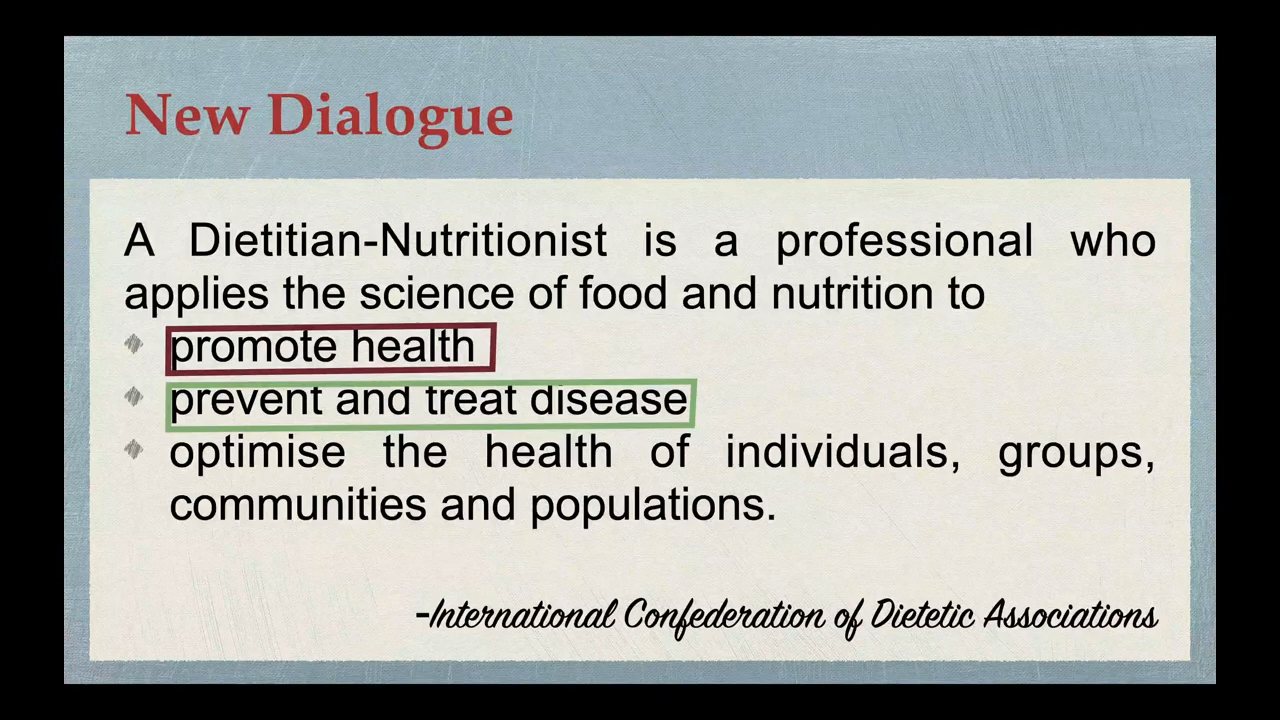 New Dialogue
A Dietitian-Nutritionist is a professional who
applies the science of food and nutrition to
promote health
prevent and treat disease
optimise the health of individuals, groups,
communities and populations.
-International Confederation of Dietetic Associations